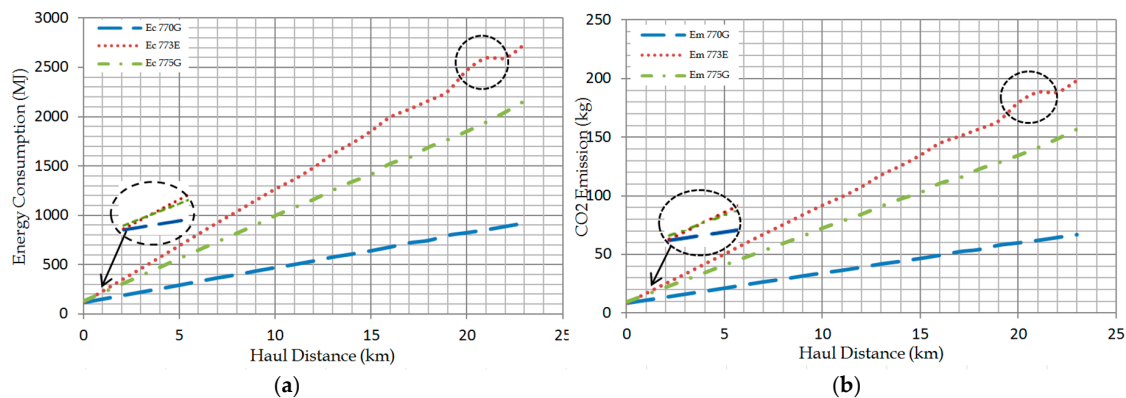 3000
2500
2000
1500
1000
500
0
Energy Consumption (MJ)
Ec 770G
Ec 773E
Ec 775G
0 5 10 15 20 25
Haul Distance (km)
(a)
250
200
150
100
50
0
CO2 Emission (kg)
Em 770G
Em 773E
Em 775G
0 5 10 15 20 25
Haul Distance (km)
(b)